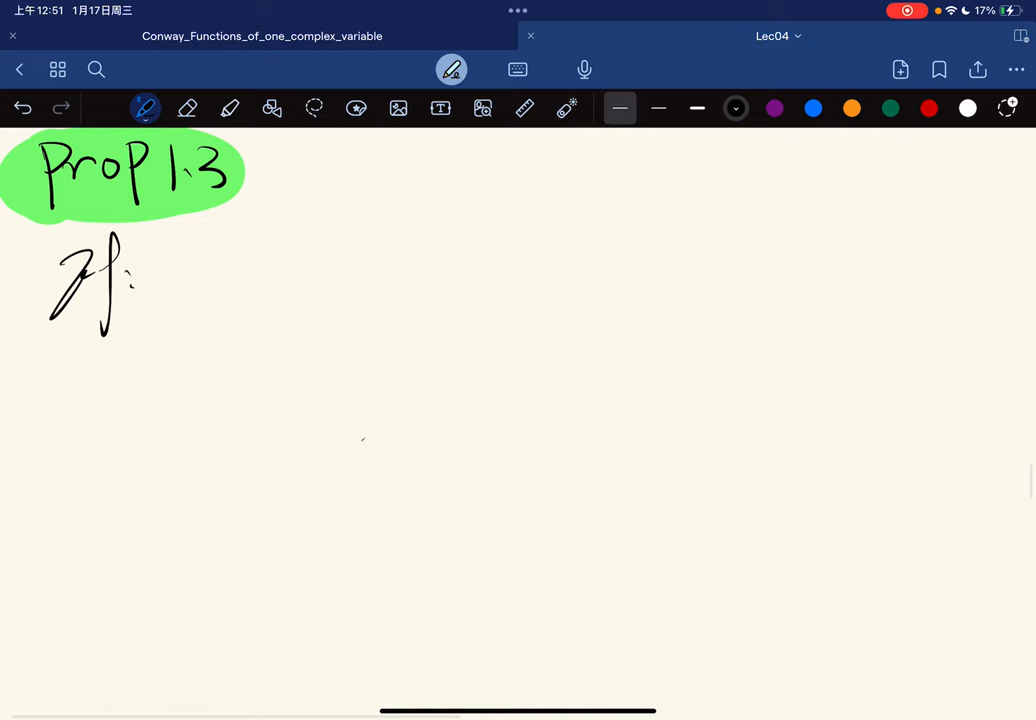 上午12:51 1月17日周三
17%
Conway_Functions_of_one_complex_variable
Lec04
T
Prop 1.3
Pf: